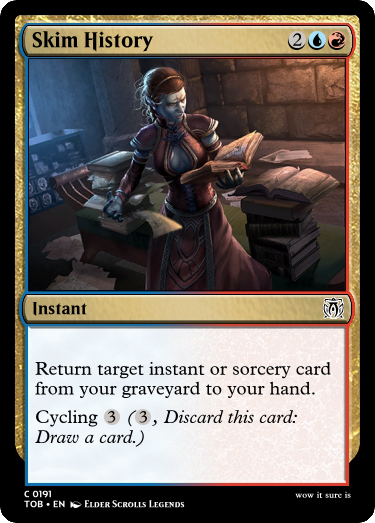 Skim History 2
Instant
Return target instant or sorcery card
from your graveyard to your hand.
Cycling 3 (3, Discard this card:
Draw a card.)
C 0191
TOB • EN Elder Scrolls Legends
wow it sure is